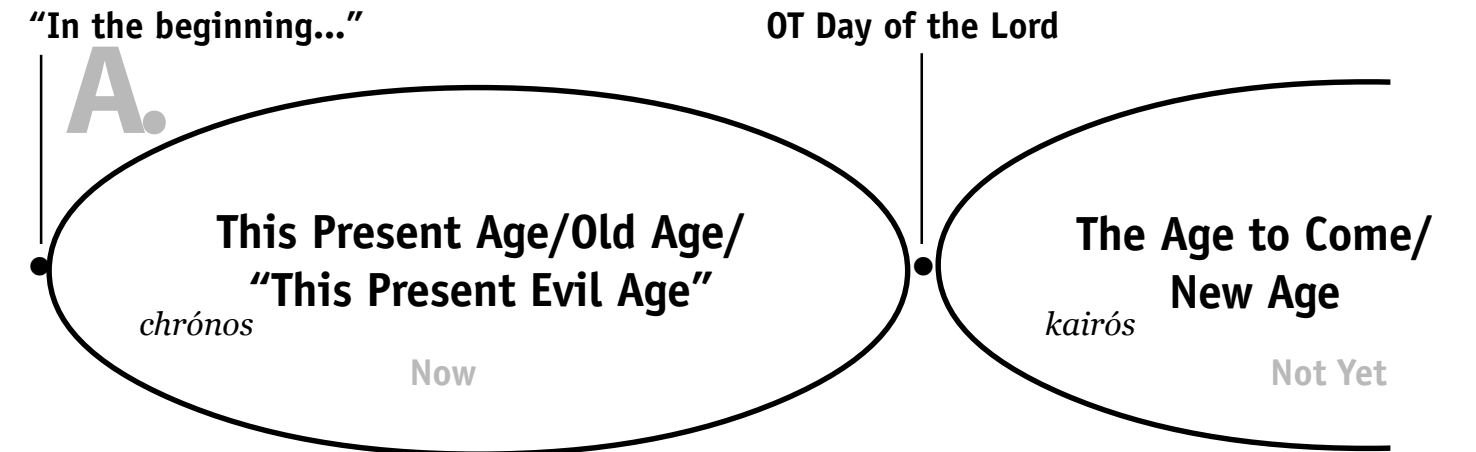 “In the beginning...”
OT Day of the Lord
A.
This Present Age/Old Age/
“This Present Evil Age”
chrónos
Now
The Age to Come/
New Age
kairós
Not Yet